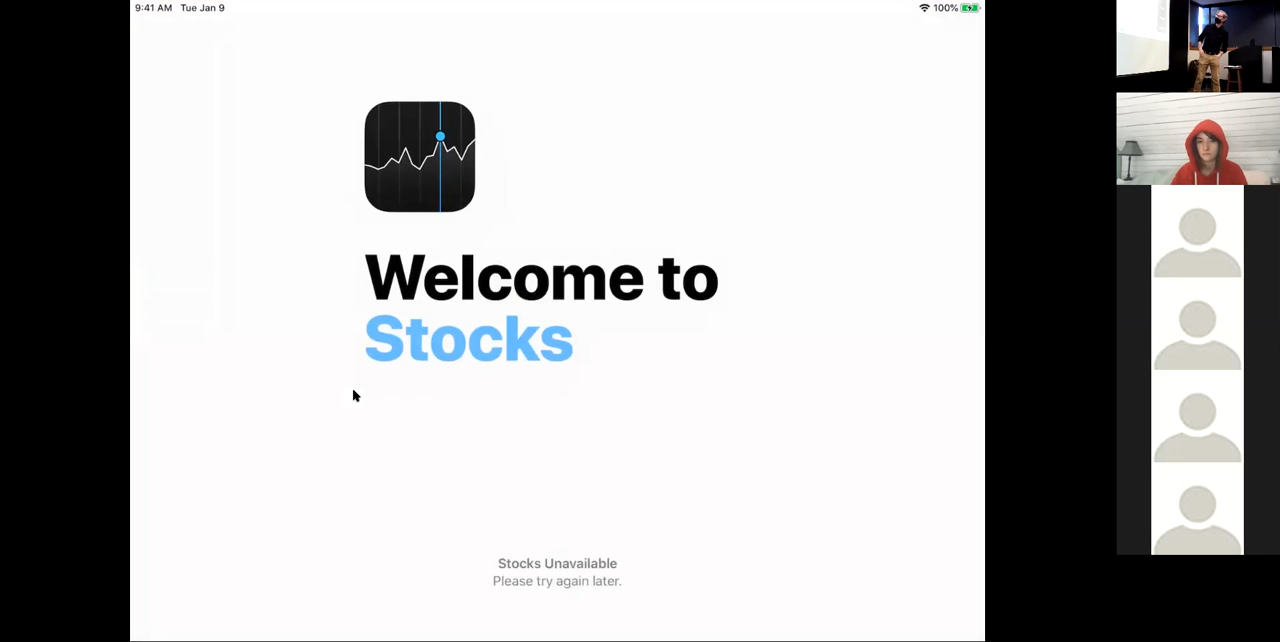 9:41 AM Tue Jan 9
100%
Welcome to
Stocks
Stocks Unavailable
Please try again later.